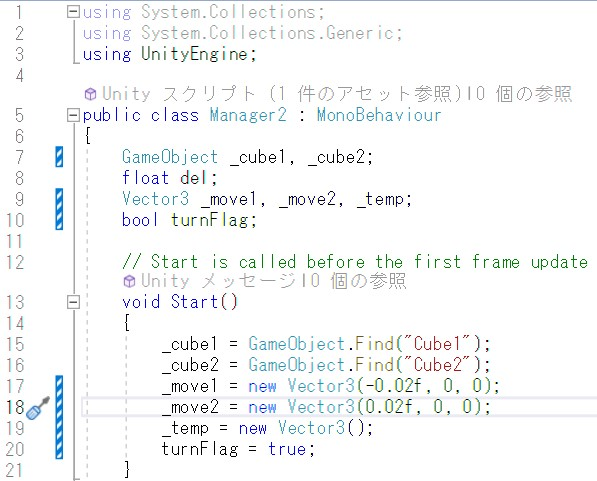 1 using System.Collections;
2 using System.Collections.Generic;
3 using UnityEngine;
4
Unity スクリプト (1 件のアセット参照)|0 個の参照
5 public class Manager2 : MonoBehaviour
6 {
7 GameObject _cube1, _cube2;
8 float del;
9 Vector3 _move1, _move2, _temp;
10 bool turnFlag;
11
12 // Start is called before the first frame update
Unity メッセージ|0 個の参照
13 void Start()
14 {
15 _cube1 = GameObject.Find("Cube1");
16 _cube2 = GameObject.Find("Cube2");
17 _move1 = new Vector3(-0.02f, 0, 0);
18 _move2 = new Vector3(0.02f, 0, 0);
19 _temp = new Vector3();
20 turnFlag = true;
21 }